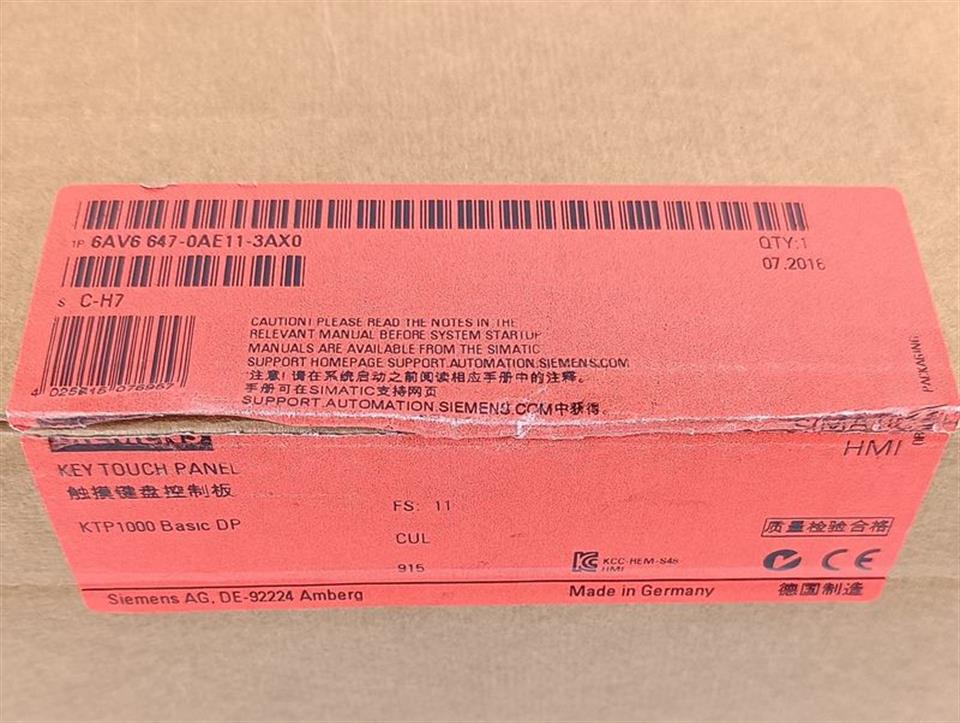 1P 6AV6 647-0AE11-3AX0
QTY:1
07.2016
S C-H7
CAUTION! PLEASE READ THE NOTES IN THE
RELEVANT MANUAL BEFORE SYSTEM STARTUP
MANUALS ARE AVAILABLE FROM THE SIMATIC
SUPPORT HOMEPAGE SUPPORT.AUTOMATION.SIEMENS.COM
注意!请在系统启动之前阅读相应手册中的注释。
手册可在SIMATIC支持网页
SUPPORT.AUTOMATION.SIEMENS.COM中获得。
PACKAGING
SIEMENS
SIMATIC
HMI
KEY TOUCH PANEL
触摸键盘控制板
KTP1000 Basic DP
FS: 11
CUL
915
质量检验合格
KCC-REM-S49
HMI
CE
Siemens AG, DE-92224 Amberg
Made in Germany
德国制造